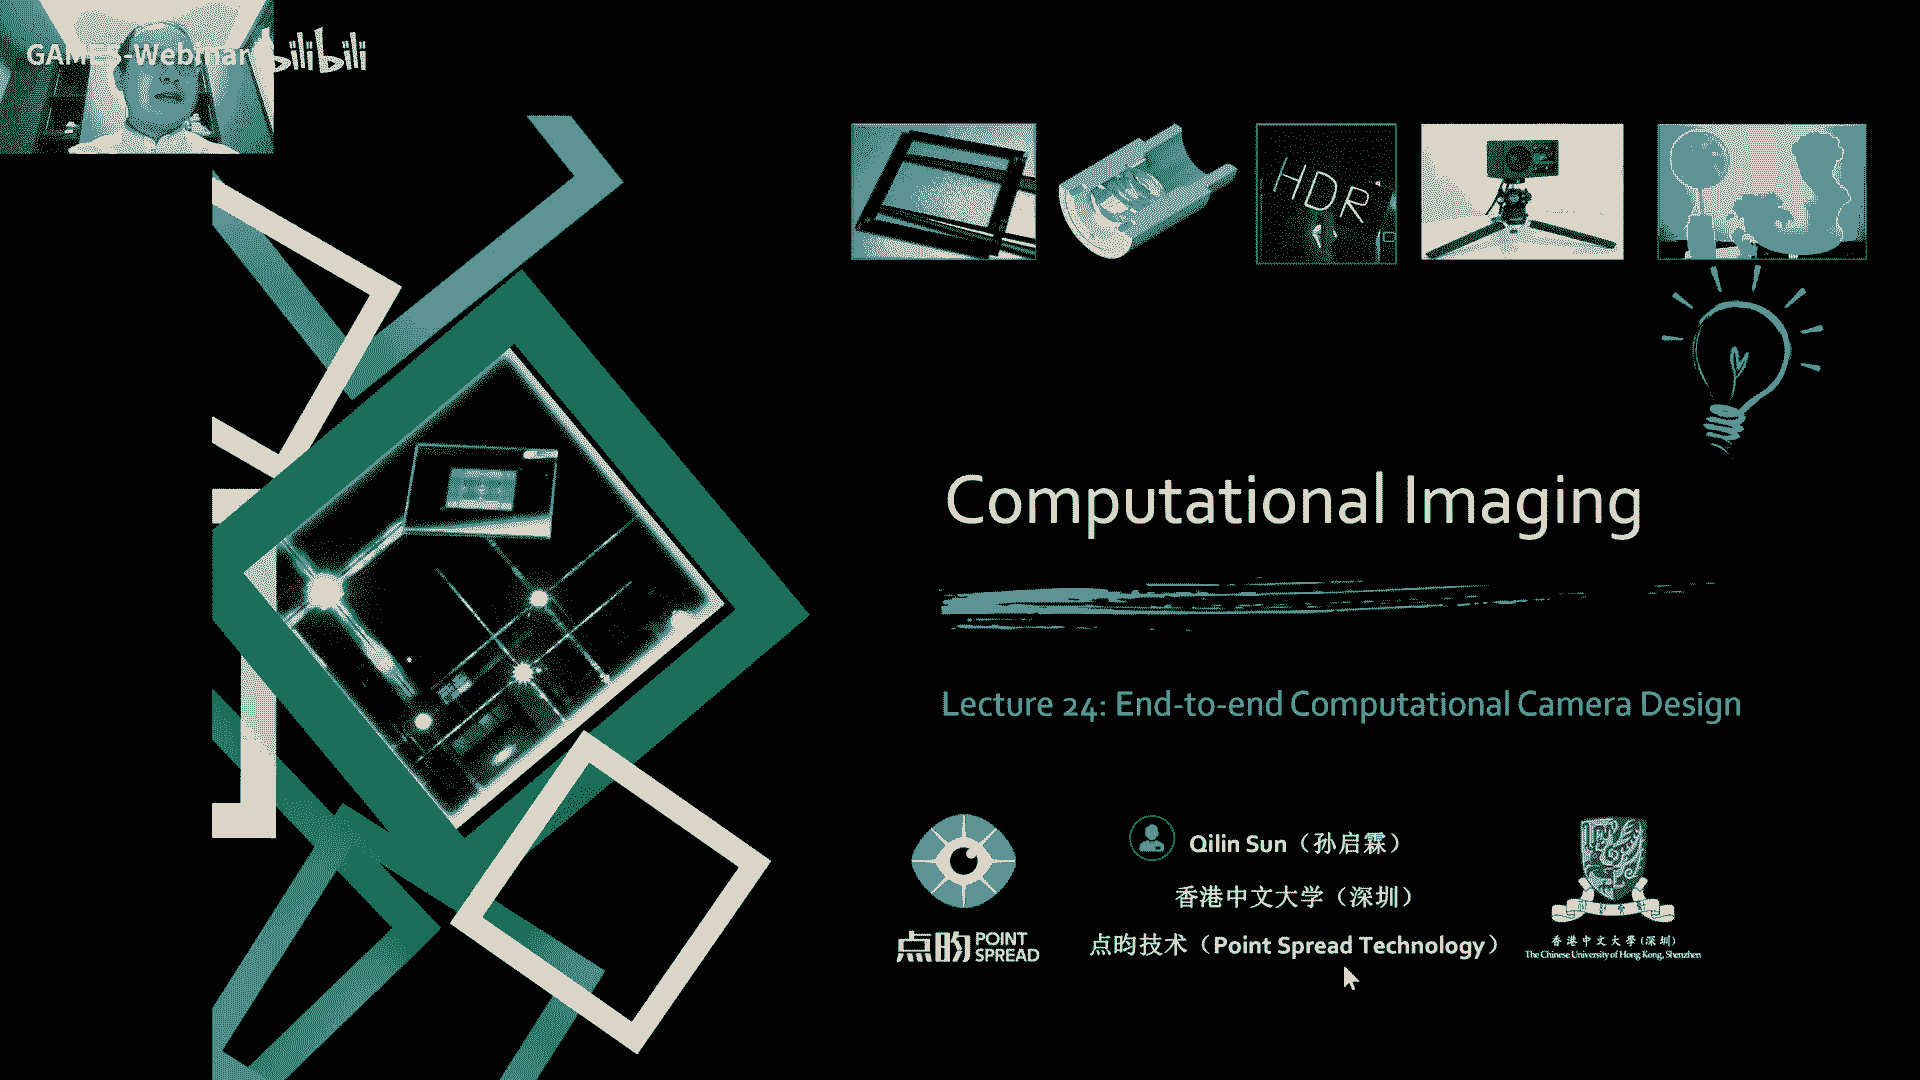 GAMES-Webinar bilibili
HDR
Computational Imaging
Lecture 24: End-to-end Computational Camera Design
Qilin Sun（孙启霖）
香港中文大学（深圳）
点昀技术（Point Spread Technology）
点昀 POINT SPREAD
香港中文大學(深圳)
The Chinese University of Hong Kong, Shenzhen